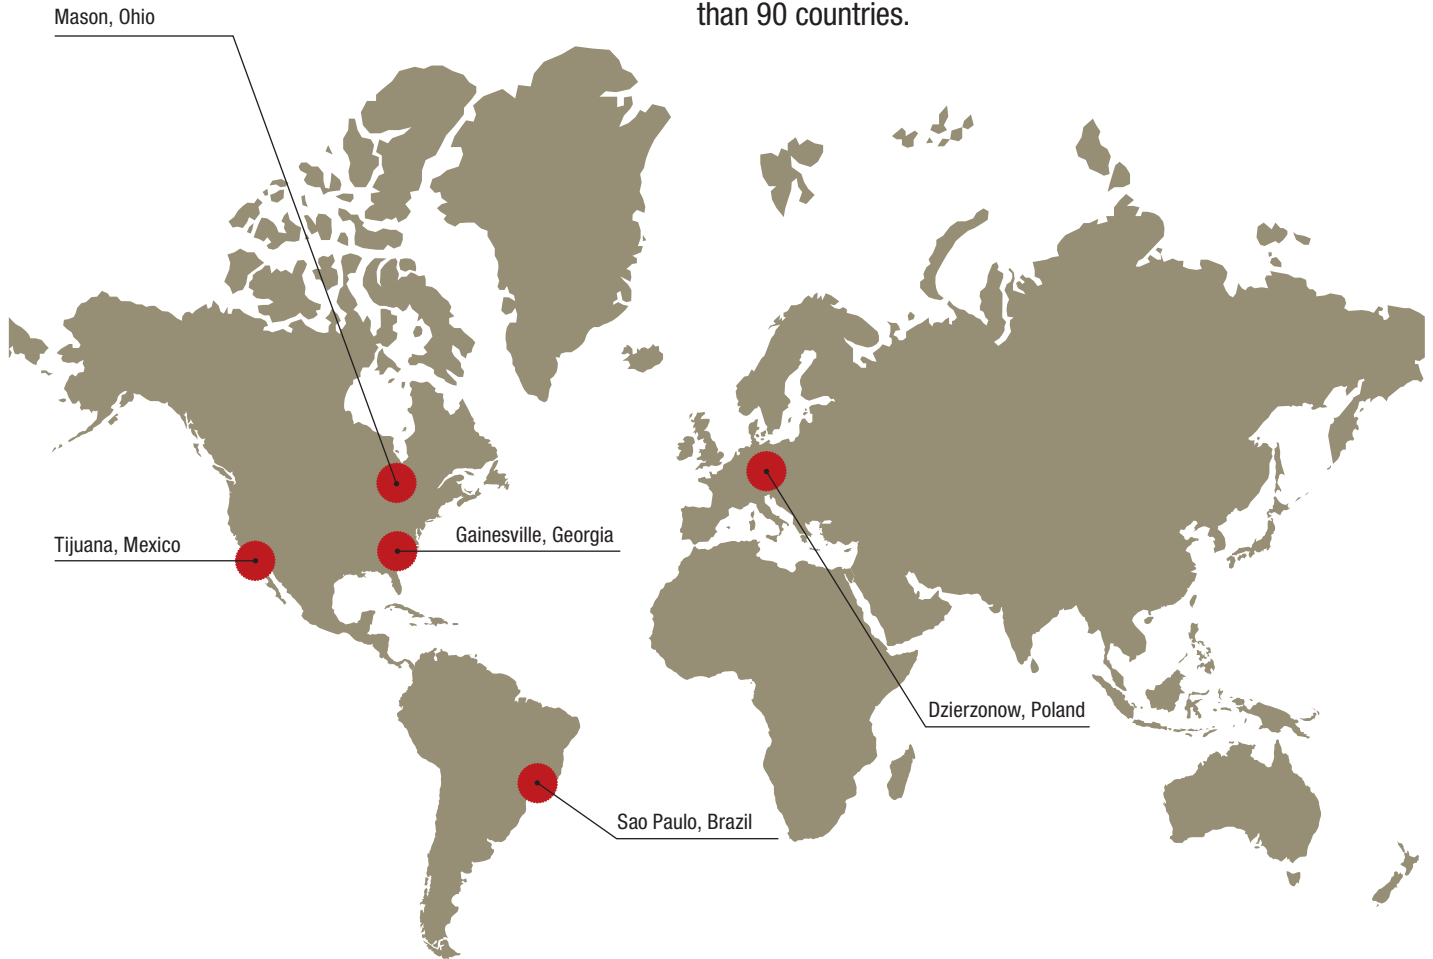 Mason, Ohio
than 90 countries.
Gainesville, Georgia
Tijuana, Mexico
Dzierzonow, Poland
Sao Paulo, Brazil